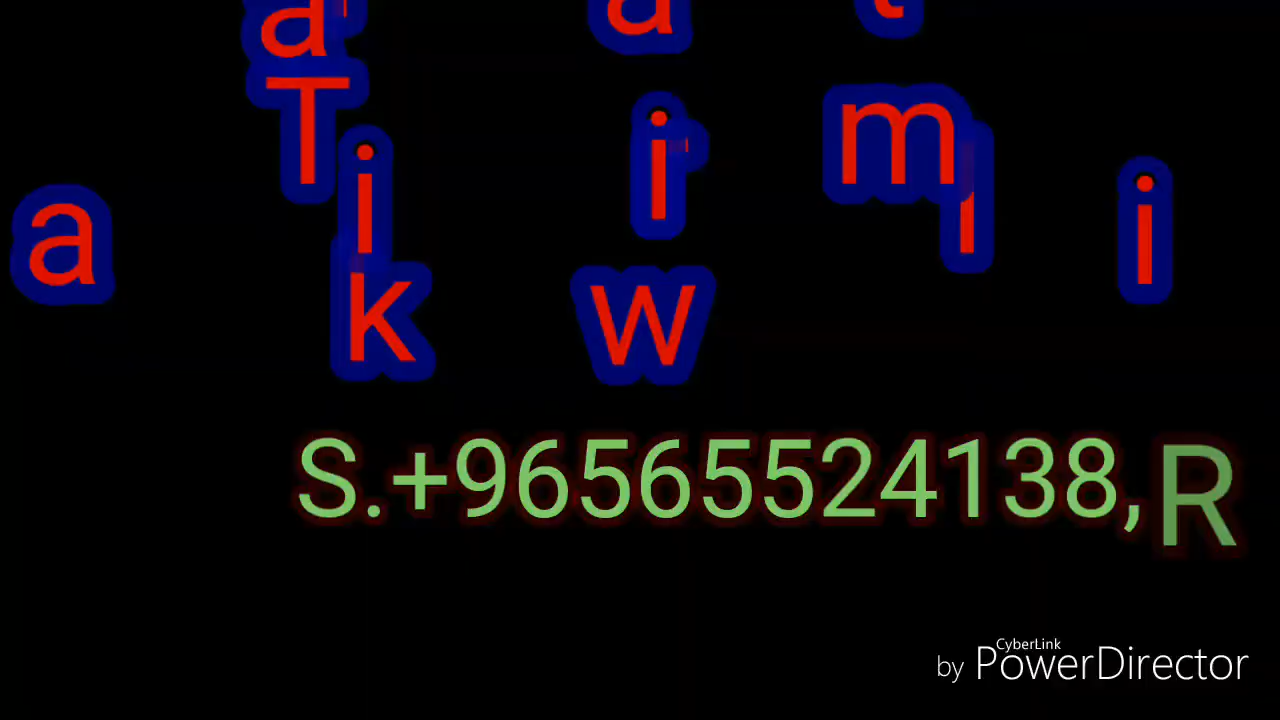 a a t
T i i m i i
a
k w
S.+96565524138,R
by CyberLink PowerDirector